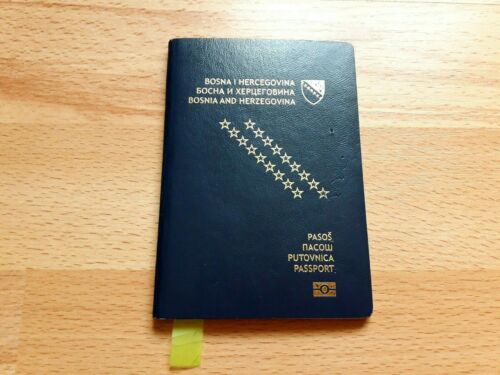 BOSNA I HERCEGOVINA
БОСНА И ХЕРЦЕГОВИНА
BOSNIA AND HERZEGOVINA
PASOŠ
ПАСОШ
PUTOVNICA
PASSPORT